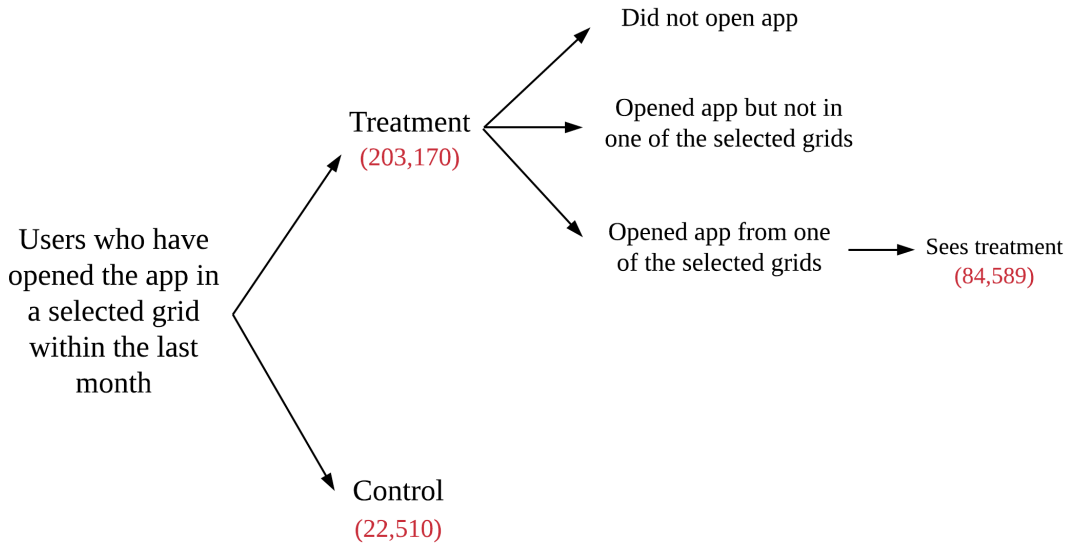 Did not open app
Treatment
(203,170)
Opened app but not in
one of the selected grids
Users who have
opened the app in
a selected grid
within the last
month
Opened app from one
of the selected grids
Sees treatment
(84,589)
Control
(22,510)